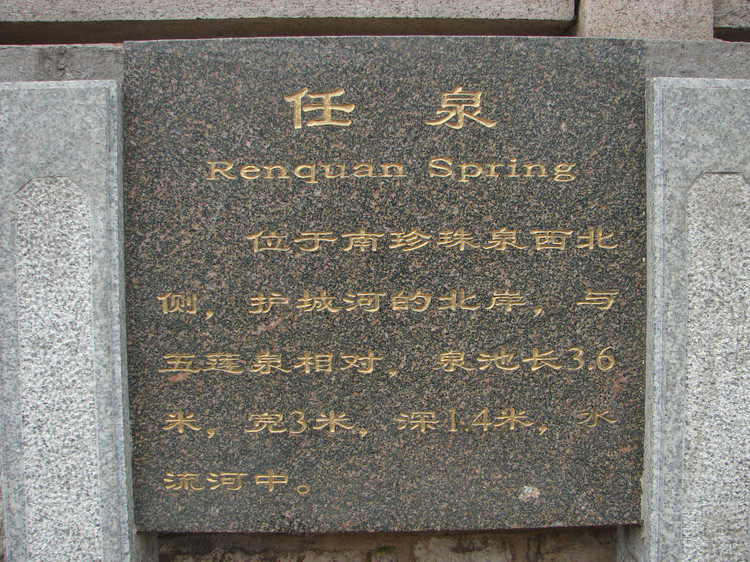 任泉
Renquan Spring
位于南珍珠泉西北
侧，护城河的北岸，与
五莲泉相对，泉池长3.6
米，宽3米，深1.4米，水
流河中。